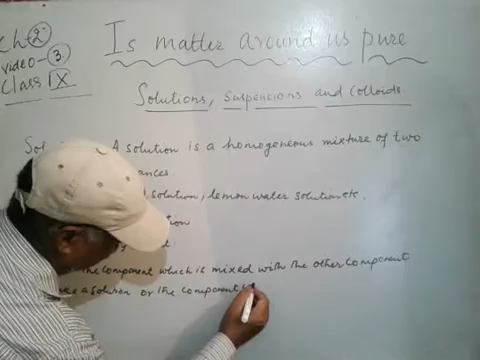 Ch 2
video - 3.
Class IX
Is matter around us pure
Solutions, Suspensions and Colloids
Sol A solution is a homogeneous mixture of two
ances
solution, lemon water solution etc.
the component which is mixed with the other component
a solution or the component